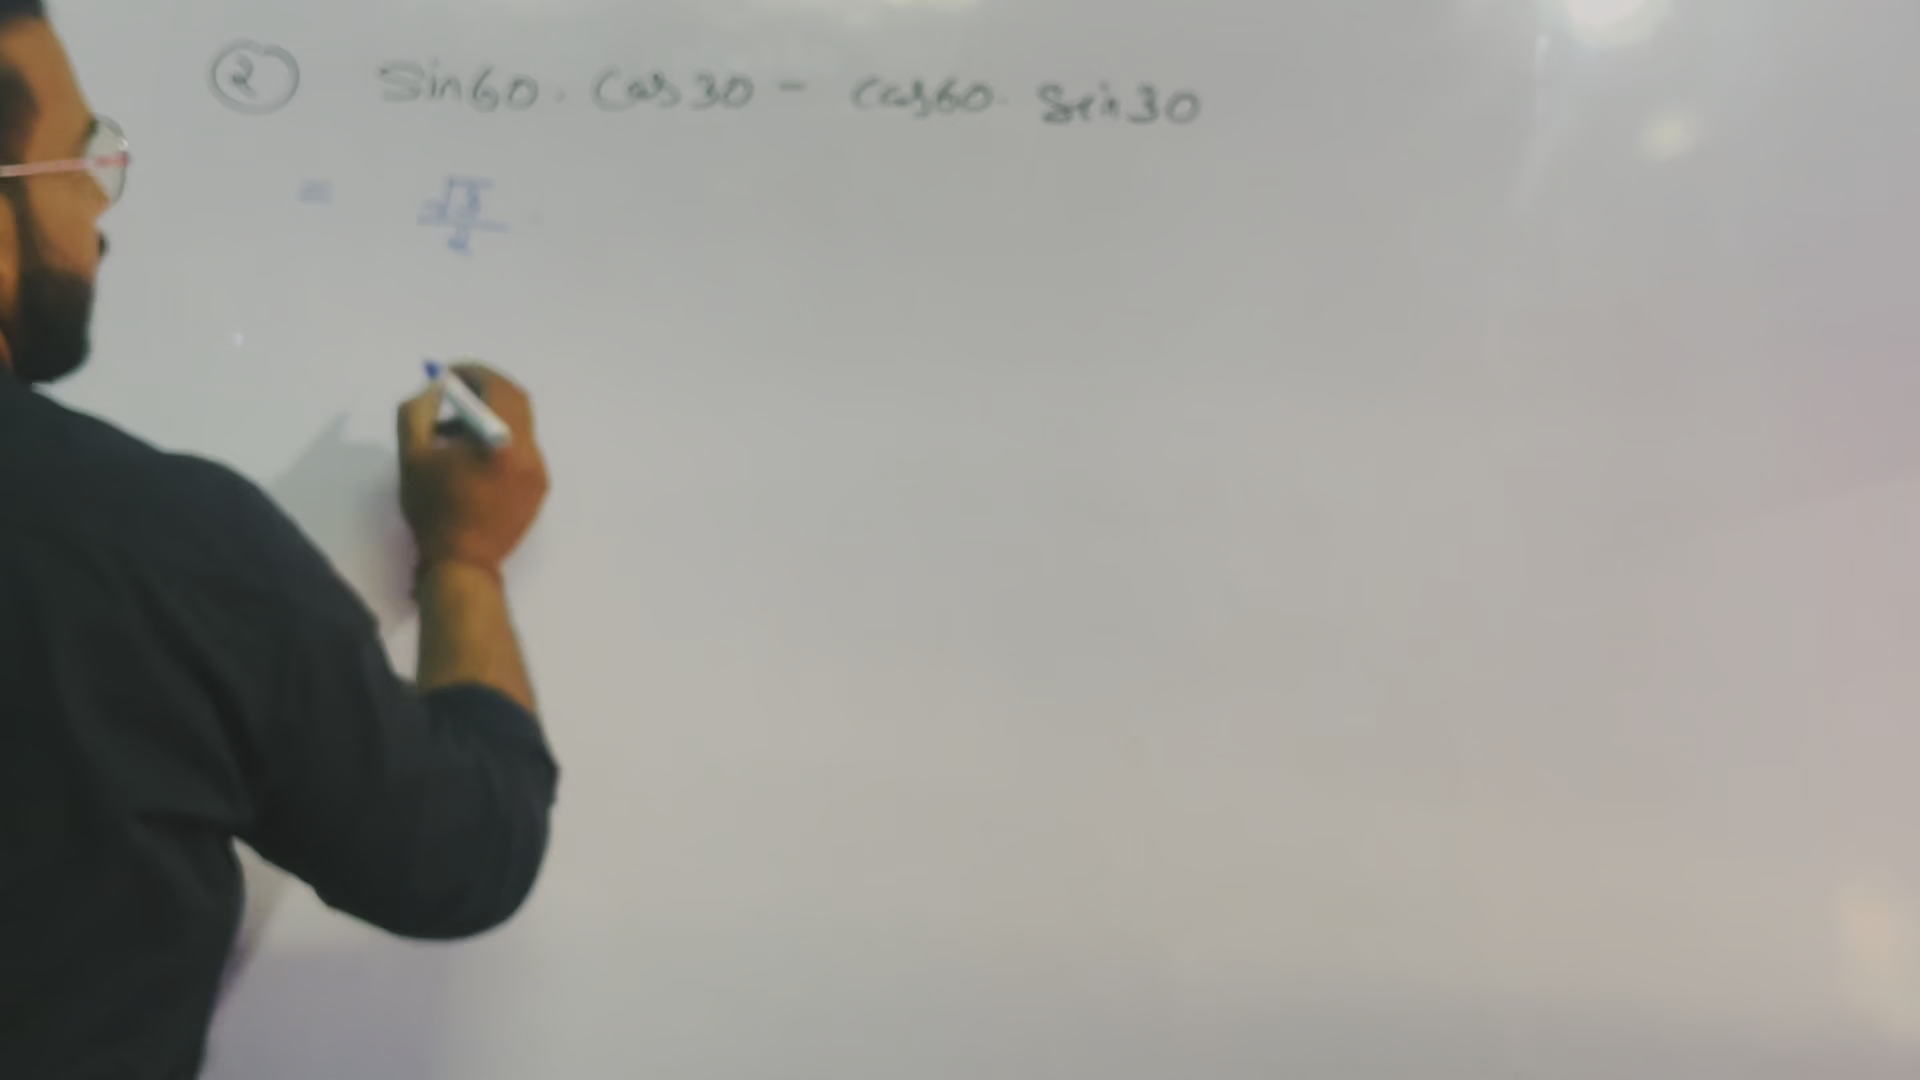 ② Sin60. Cos30 - Cos60. Sin30
= √3/2